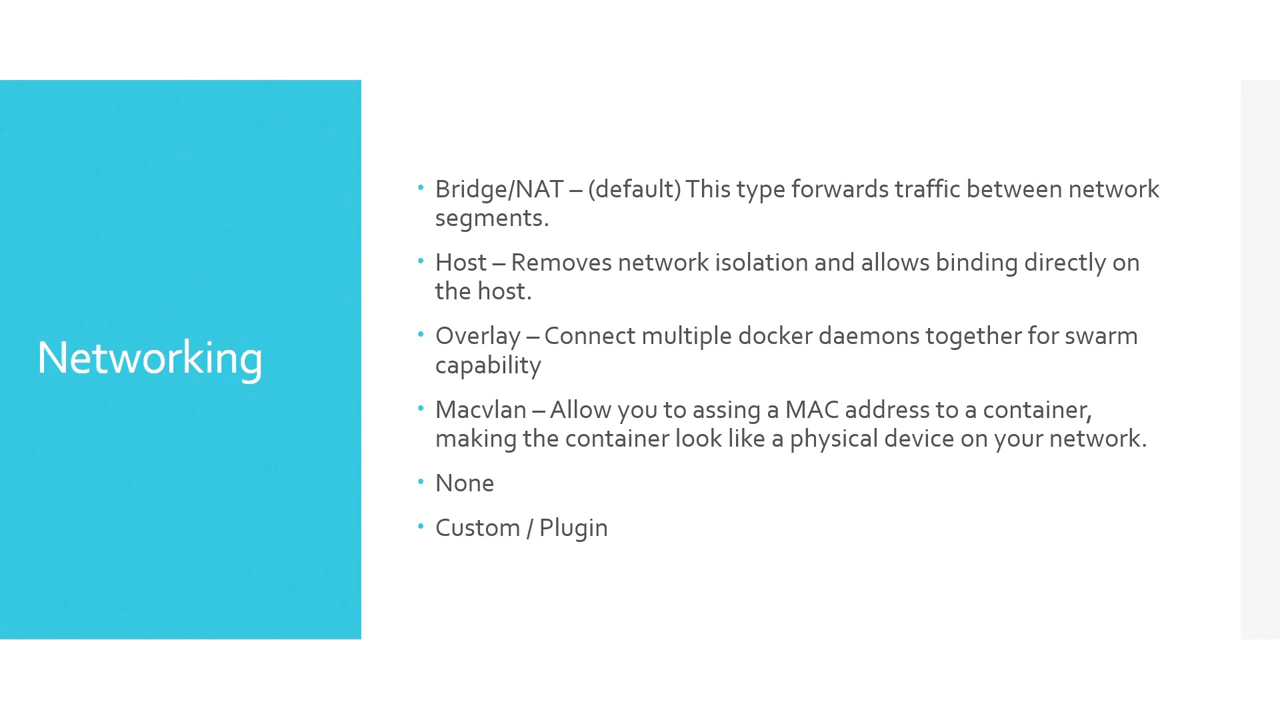 Networking
• Bridge/NAT – (default) This type forwards traffic between network
segments.
• Host – Removes network isolation and allows binding directly on
the host.
• Overlay – Connect multiple docker daemons together for swarm
capability
• Macvlan – Allow you to assing a MAC address to a container,
making the container look like a physical device on your network.
• None
• Custom / Plugin